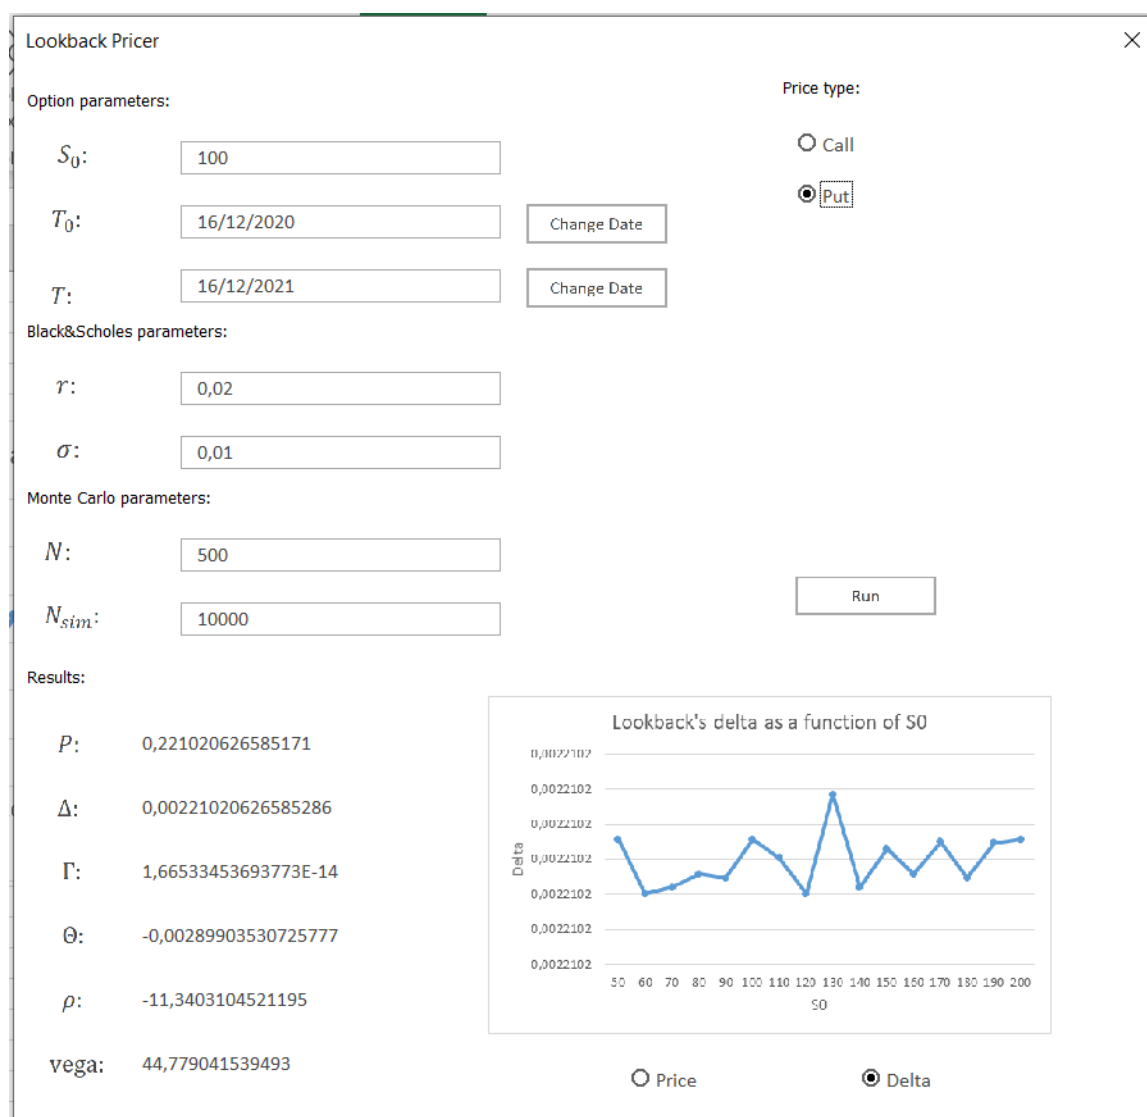 Lookback Pricer
Option parameters:
Price type:
S0: 100
Call
T0: 16/12/2020 Change Date
Put
T: 16/12/2021 Change Date
Black&Scholes parameters:
r: 0,02
σ: 0,01
Monte Carlo parameters:
N: 500
Nsim: 10000
Run
Results:
P: 0,221020626585171
Δ: 0,00221020626585286
Γ: 1,66533453693773E-14
Θ: -0,00289903530725777
ρ: -11,3403104521195
vega: 44,779041539493
Lookback's delta as a function of S0
0,0022102
0,0022102
0,0022102
0,0022102
0,0022102
0,0022102
0,0022102
Delta
50 60 70 80 90 100 110 120 130 140 150 160 170 180 190 200
S0
Price Delta